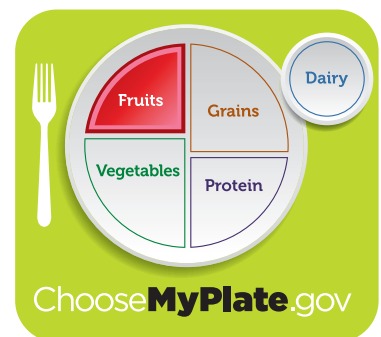 Fruits
Grains
Dairy
Vegetables
Protein
ChooseMyPlate.gov